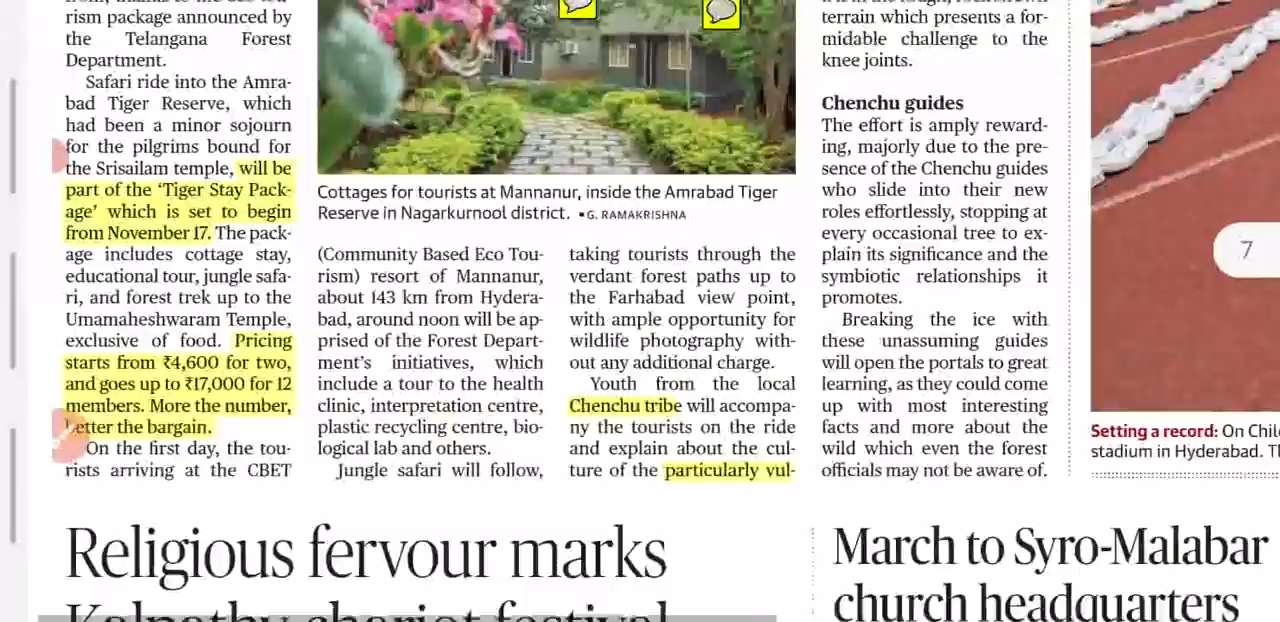 rism package announced by
the Telangana Forest
Department.
Safari ride into the Amra-
bad Tiger Reserve, which
had been a minor sojourn
for the pilgrims bound for
the Srisailam temple, will be
part of the ‘Tiger Stay Pack-
age’ which is set to begin
from November 17. The pack-
age includes cottage stay,
educational tour, jungle safa-
ri, and forest trek up to the
Umamaheshwaram Temple,
exclusive of food. Pricing
starts from ₹4,600 for two,
and goes up to ₹17,000 for 12
members. More the number,
better the bargain.
On the first day, the tou-
rists arriving at the CBET
Cottages for tourists at Mannanur, inside the Amrabad Tiger
Reserve in Nagarkurnool district. ▪G. RAMAKRISHNA
(Community Based Eco Tou-
rism) resort of Mannanur,
about 143 km from Hydera-
bad, around noon will be ap-
prised of the Forest Depart-
ment’s initiatives, which
include a tour to the health
clinic, interpretation centre,
plastic recycling centre, bio-
logical lab and others.
Jungle safari will follow,
taking tourists through the
verdant forest paths up to
the Farhabad view point,
with ample opportunity for
wildlife photography with-
out any additional charge.
Youth from the local
Chenchu tribe will accompa-
ny the tourists on the ride
and explain about the cul-
ture of the particularly vul-
terrain which presents a for-
midable challenge to the
knee joints.
Chenchu guides
The effort is amply reward-
ing, majorly due to the pre-
sence of the Chenchu guides
who slide into their new
roles effortlessly, stopping at
every occasional tree to ex-
plain its significance and the
symbiotic relationships it
promotes.
Breaking the ice with
these unassuming guides
will open the portals to great
learning, as they could come
up with most interesting
facts and more about the
wild which even the forest
officials may not be aware of.
7
Setting a record: On Chil
stadium in Hyderabad. T
Religious fervour marks
Kalpathy chariot festival
March to Syro-Malabar
church headquarters